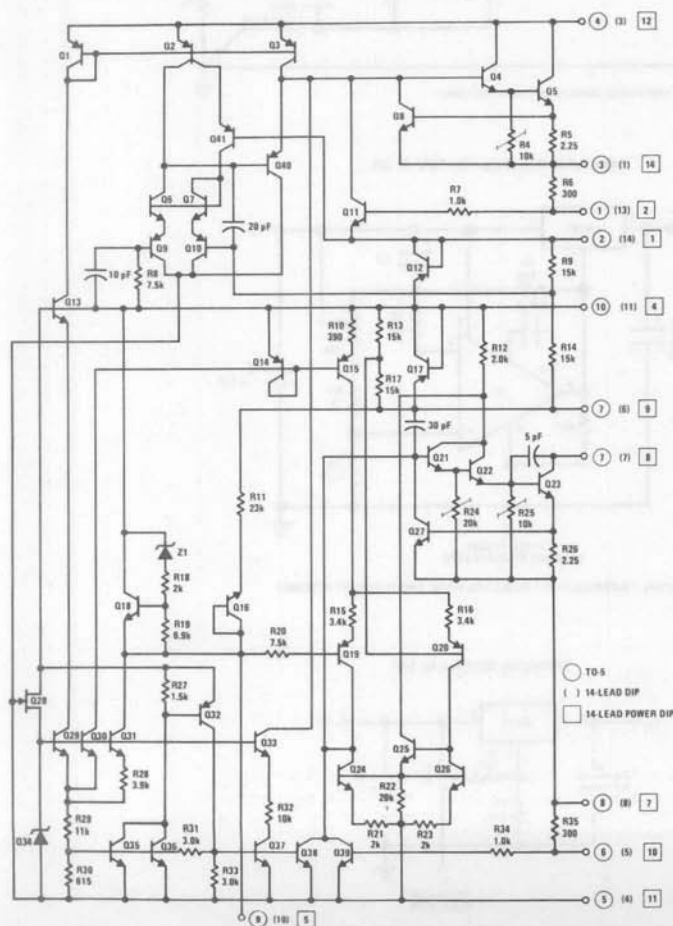 Q1
Q2
Q3
4 (3) 12
Q4
Q5
Q8
R4
10k
R5
2.25
Q41
3 (1) 14
Q40
R6
300
Q6
Q7
R7
1.0k
1 (13) 2
Q11
20 pF
2 (14) 1
Q9
Q10
Q12
R9
15k
10 pF
R8
7.5k
Q13
10 (11) 4
R10
390
R13
15k
R12
2.0k
R14
15k
Q14
Q15
Q17
R17
15k
7 (6) 9
30 pF
5 pF
Q21
Q22
7 (7) 8
Q23
R11
23k
R24
20k
R25
10k
Q27
R26
2.25
Z1
R18
2k
Q18
R19
6.9k
Q16
R15
3.4k
R16
3.4k
R20
7.5k
Q19
Q20
TO-5
( ) 14-LEAD DIP
14-LEAD POWER DIP
R27
1.5k
Q28
Q32
Q29
Q30
Q31
Q33
Q25
Q24
Q26
R28
3.9k
R22
20k
8 (8) 7
R29
11k
R32
10k
R21
2k
R23
2k
R35
300
Q34
R31
3.0k
R34
1.0k
Q35
Q36
Q37
Q38
Q39
6 (5) 10
R30
615
R33
3.0k
5 (4) 11
9 (10) 5